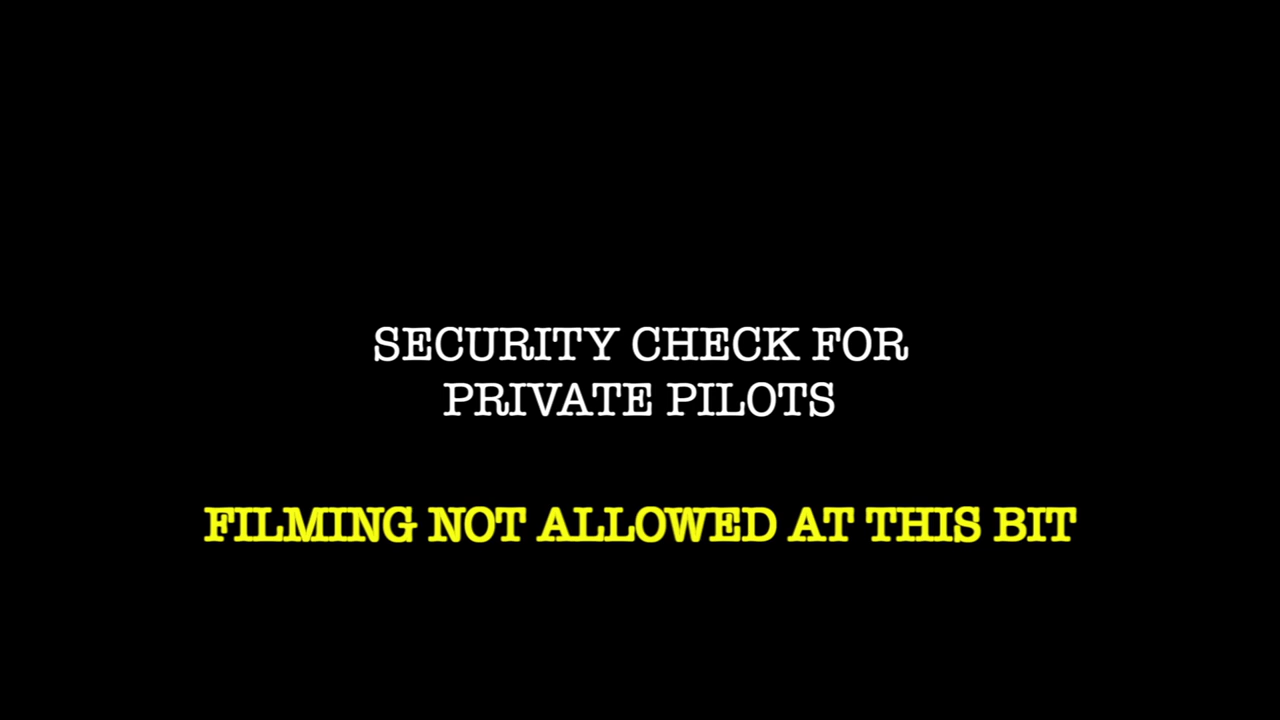 SECURITY CHECK FOR
PRIVATE PILOTS
FILMING NOT ALLOWED AT THIS BIT